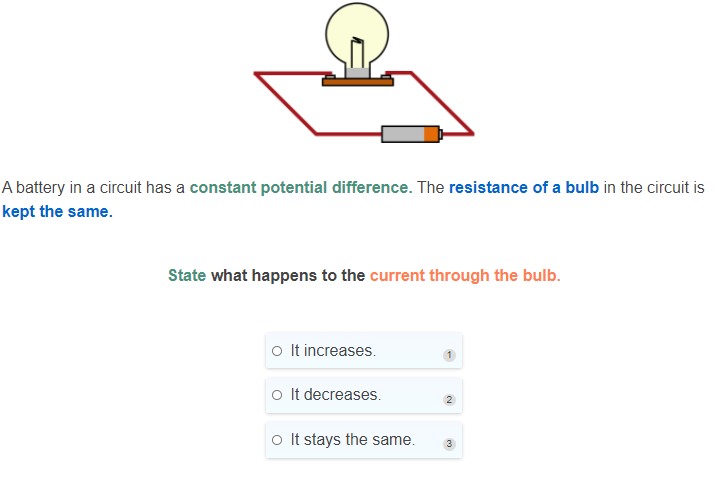 A battery in a circuit has a constant potential difference. The resistance of a bulb in the circuit is
kept the same.
State what happens to the current through the bulb.
It increases. 1
It decreases. 2
It stays the same. 3